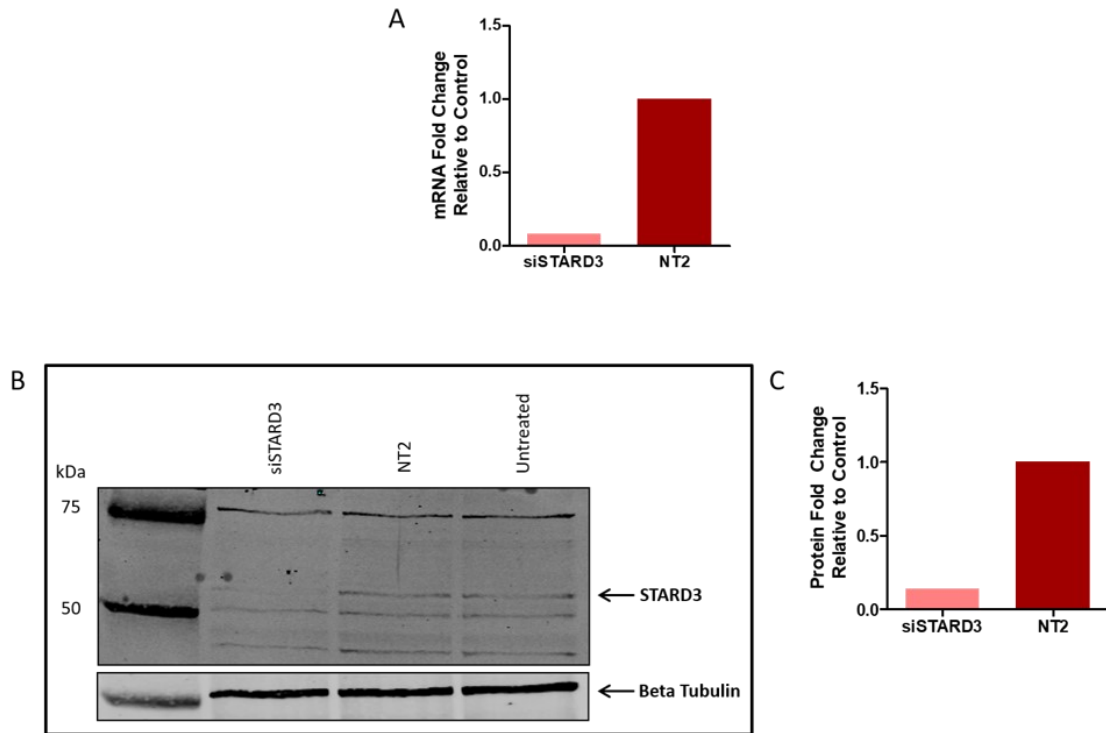 A
mRNA Fold Change
Relative to Control
1.5
1.0
0.5
0.0
siSTARD3
NT2
B
siSTARD3
NT2
Untreated
kDa
75
50
STARD3
Beta Tubulin
C
Protein Fold Change
Relative to Control
1.5
1.0
0.5
0.0
siSTARD3
NT2